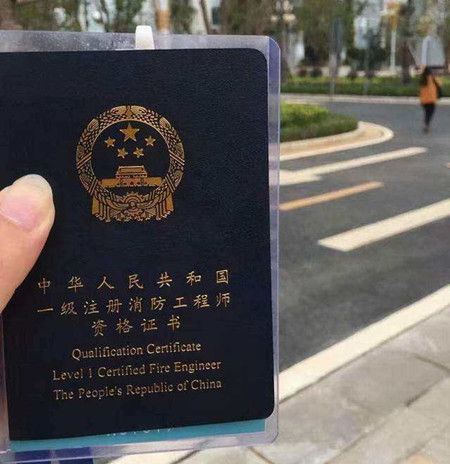 中华人民共和国
一级注册消防工程师
资格证书
Qualification Certificate
Level 1 Certified Fire Engineer
The People's Republic of China